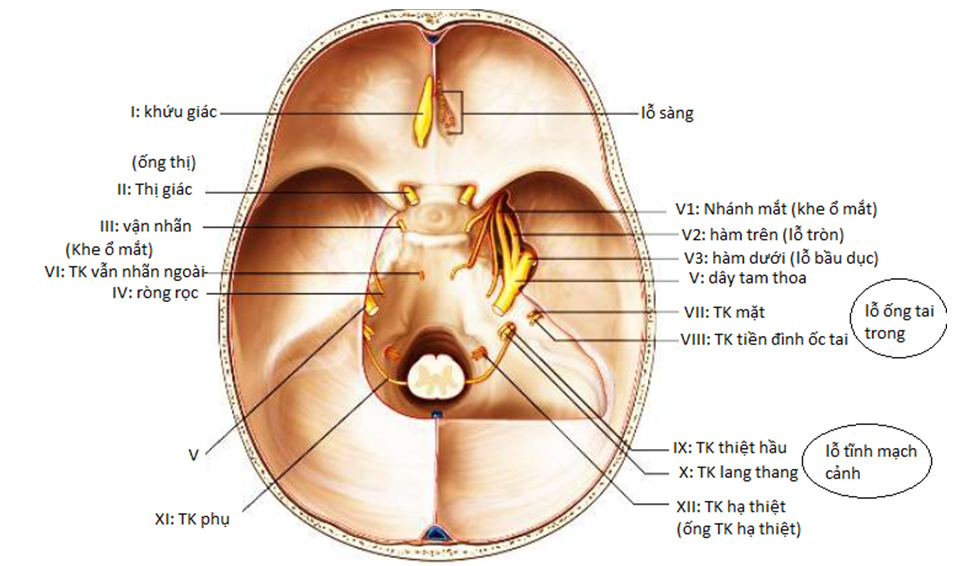 I: khứu giác
lỗ sàng
(ống thị)
II: Thị giác
III: vận nhãn
(Khe ổ mắt)
VI: TK vẫn nhãn ngoài
IV: ròng rọc
V1: Nhánh mắt (khe ổ mắt)
V2: hàm trên (lỗ tròn)
V3: hàm dưới (lỗ bầu dục)
V: dây tam thoa
VII: TK mặt
VIII: TK tiền đình ốc tai
lỗ ống tai
trong
V
XI: TK phụ
IX: TK thiệt hầu
X: TK lang thang
lỗ tĩnh mạch
cảnh
XII: TK hạ thiệt
(ống TK hạ thiệt)